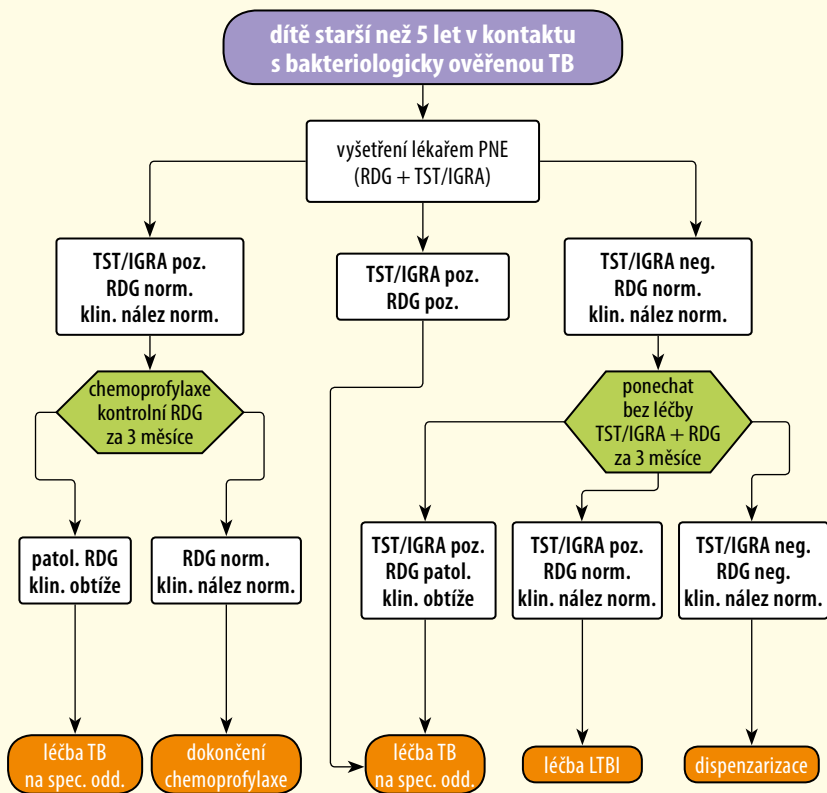 dítě starší než 5 let v kontaktu
s bakteriologicky ověřenou TB
vyšetření lékařem PNE
(RDG + TST/IGRA)
TST/IGRA poz.
RDG norm.
klin. nález norm.
TST/IGRA poz.
RDG poz.
TST/IGRA neg.
RDG norm.
klin. nález norm.
chemoprofylaxe
kontrolní RDG
za 3 měsíce
ponechat
bez léčby
TST/IGRA + RDG
za 3 měsíce
patol. RDG
klin. obtíže
RDG norm.
klin. nález norm.
TST/IGRA poz.
RDG patol.
klin. obtíže
TST/IGRA poz.
RDG norm.
klin. nález norm.
TST/IGRA neg.
RDG neg.
klin. nález norm.
léčba TB
na spec. odd.
dokončení
chemoprofylaxe
léčba TB
na spec. odd.
léčba LTBI
dispenzarizace